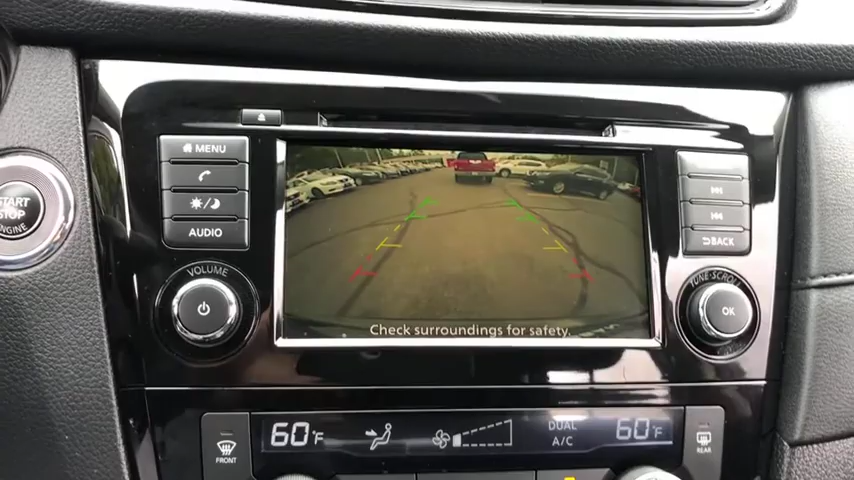 MENU
AUDIO
START
STOP
ENGINE
VOLUME
BACK
TUNE·SCROLL
OK
Check surroundings for safety.
FRONT
60°F
DUAL
A/C
60°F
REAR